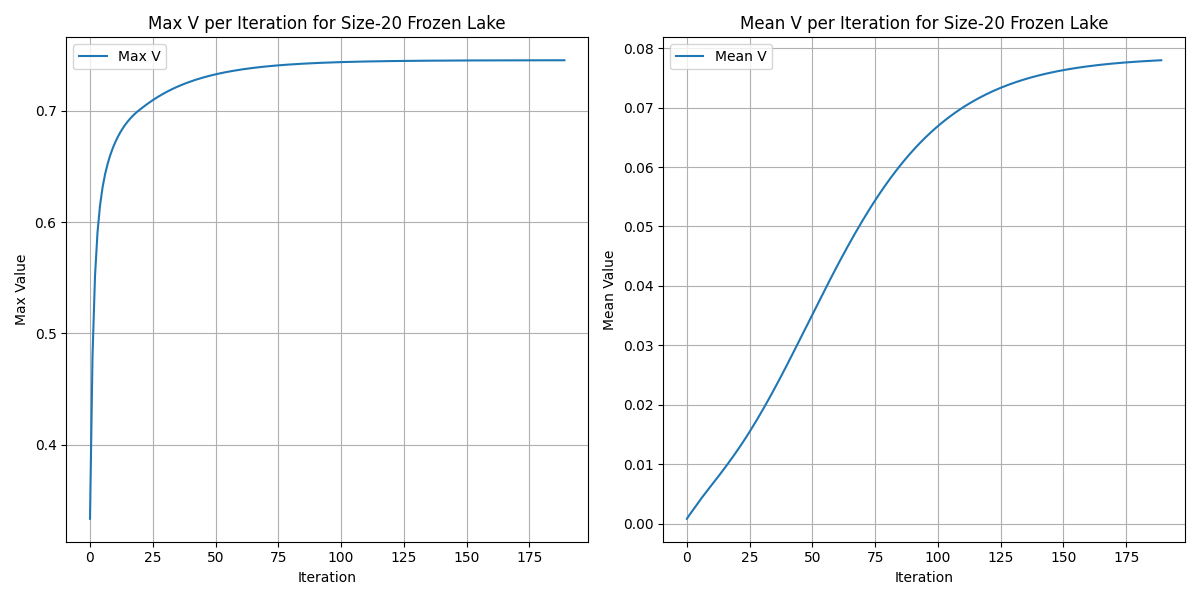 Max V per Iteration for Size-20 Frozen Lake
Max V
0.7
0.6
0.5
0.4
Max Value
0 25 50 75 100 125 150 175
Iteration
Mean V per Iteration for Size-20 Frozen Lake
Mean V
0.08
0.07
0.06
0.05
0.04
0.03
0.02
0.01
0.00
Mean Value
0 25 50 75 100 125 150 175
Iteration